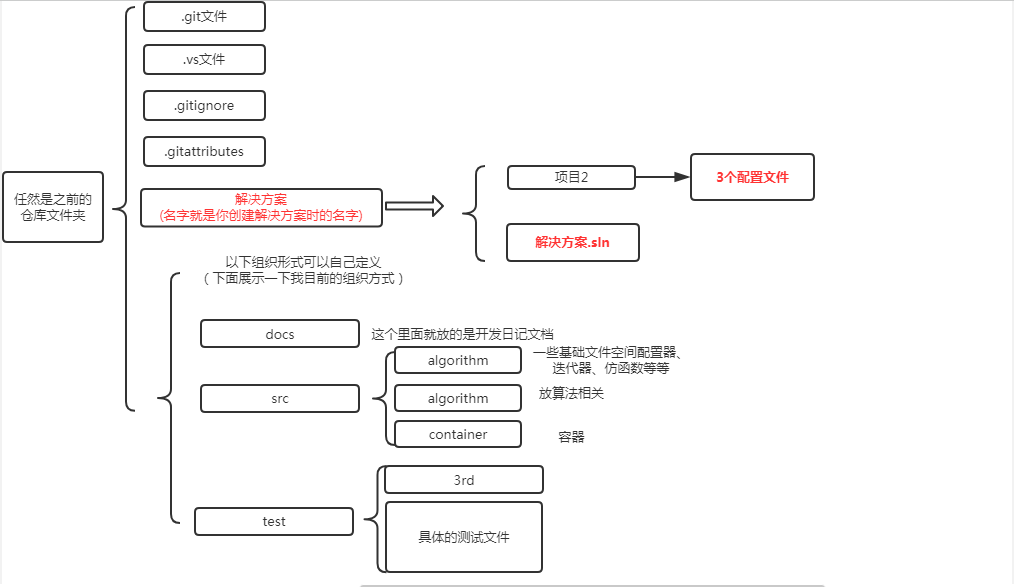 .git文件
.vs文件
.gitignore
.gitattributes
任然是之前的
仓库文件夹
解决方案
(名字就是你创建解决方案时的名字)
项目2
3个配置文件
解决方案.sln
以下组织形式可以自己定义
（下面展示一下我目前的组织方式）
docs
这个里面就放的是开发日记文档
src
algorithm
一些基础文件空间配置器、
迭代器、仿函数等等
algorithm
放算法相关
container
容器
test
3rd
具体的测试文件